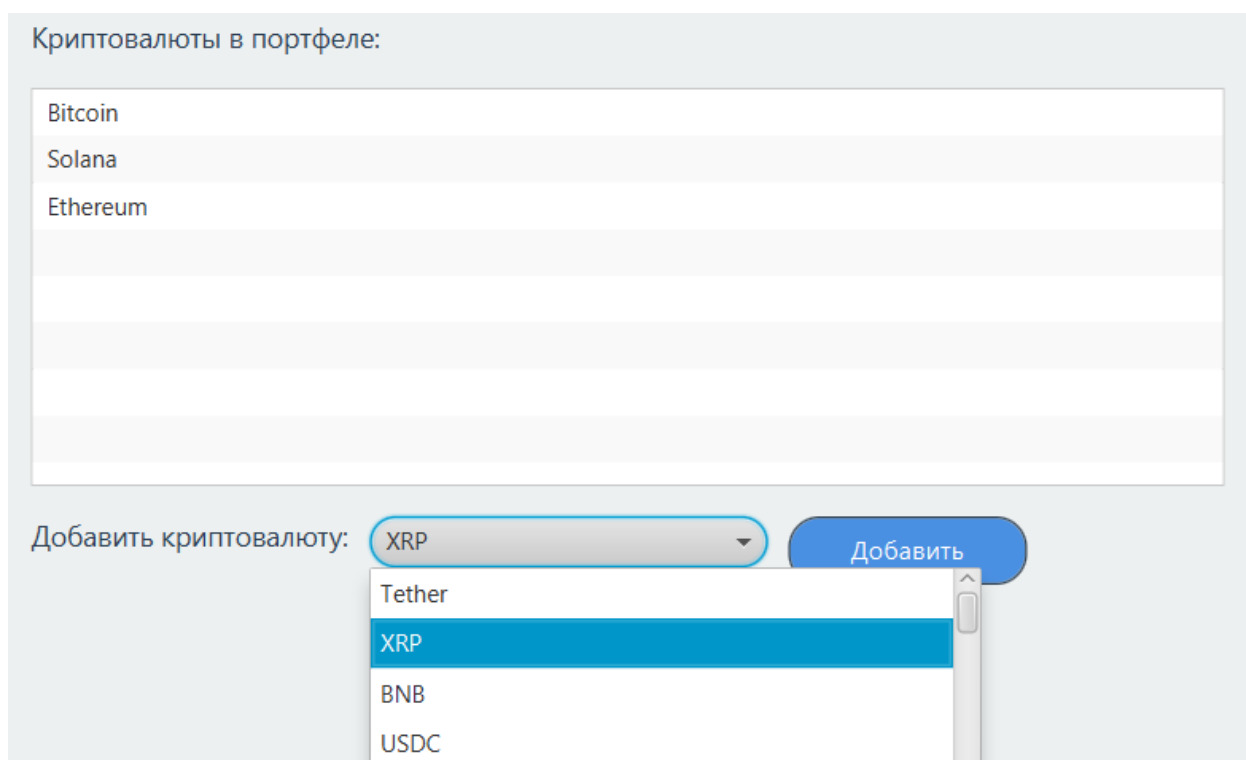 Криптовалюты в портфеле:
Bitcoin
Solana
Ethereum
Добавить криптовалюту: XRP Добавить
Tether
XRP
BNB
USDC